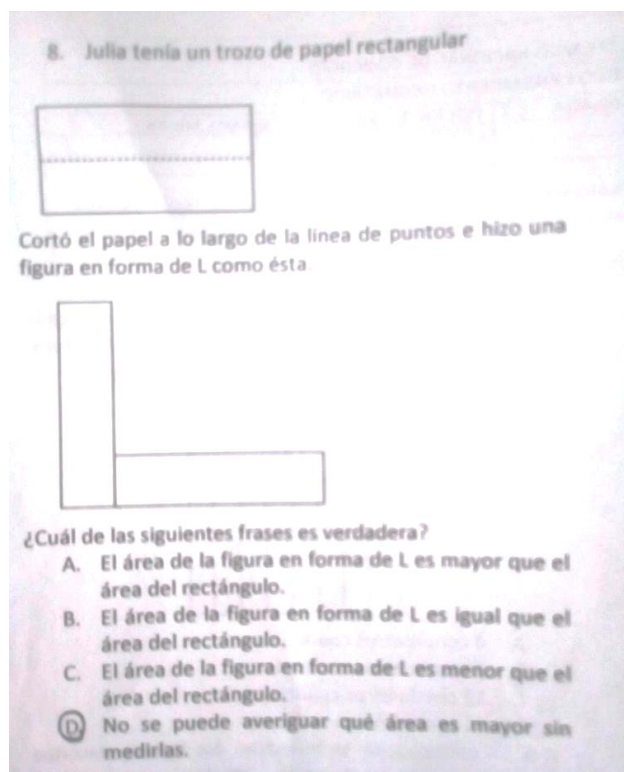 8. Julia tenía un trozo de papel rectangular
Cortó el papel a lo largo de la línea de puntos e hizo una
figura en forma de L como ésta
¿Cuál de las siguientes frases es verdadera?
A. El área de la figura en forma de L es mayor que el
área del rectángulo.
B. El área de la figura en forma de L es igual que el
área del rectángulo.
C. El área de la figura en forma de L es menor que el
área del rectángulo.
D No se puede averiguar qué área es mayor sin
medirlas.